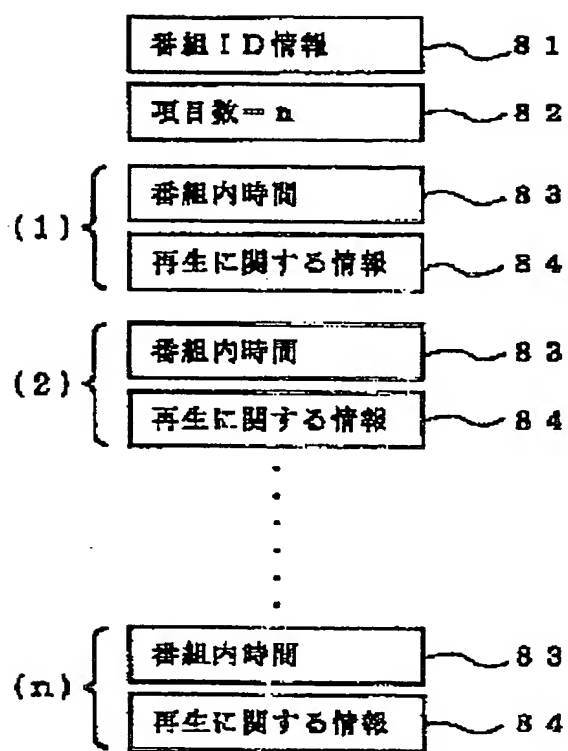 番組ID情報 81
項目数=n 82
(1) 番組内時間 83
再生に関する情報 84
(2) 番組内時間 83
再生に関する情報 84
(n) 番組内時間 83
再生に関する情報 84